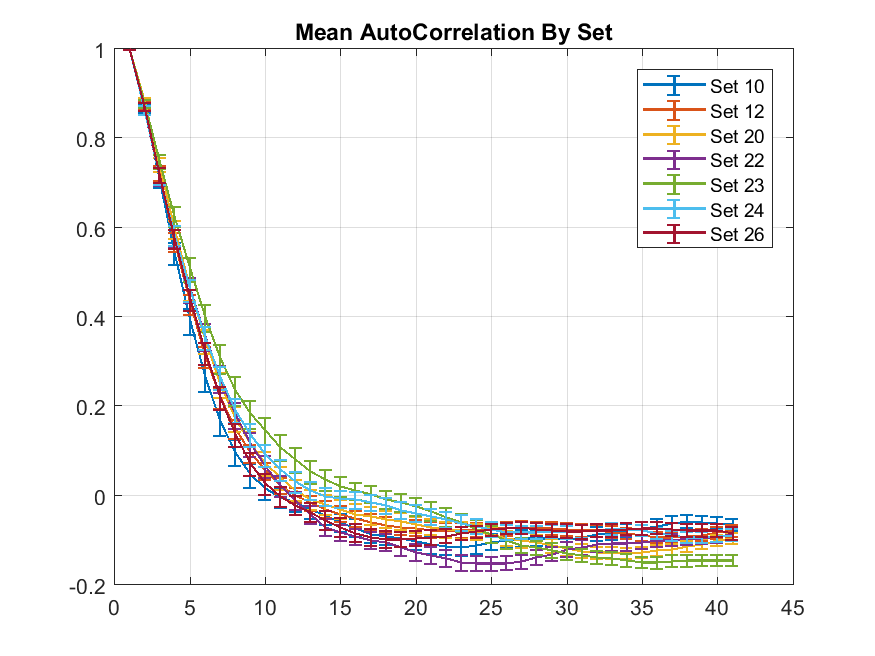 Mean AutoCorrelation By Set
1
0.8
0.6
0.4
0.2
0
-0.2
0 5 10 15 20 25 30 35 40 45
Set 10
Set 12
Set 20
Set 22
Set 23
Set 24
Set 26